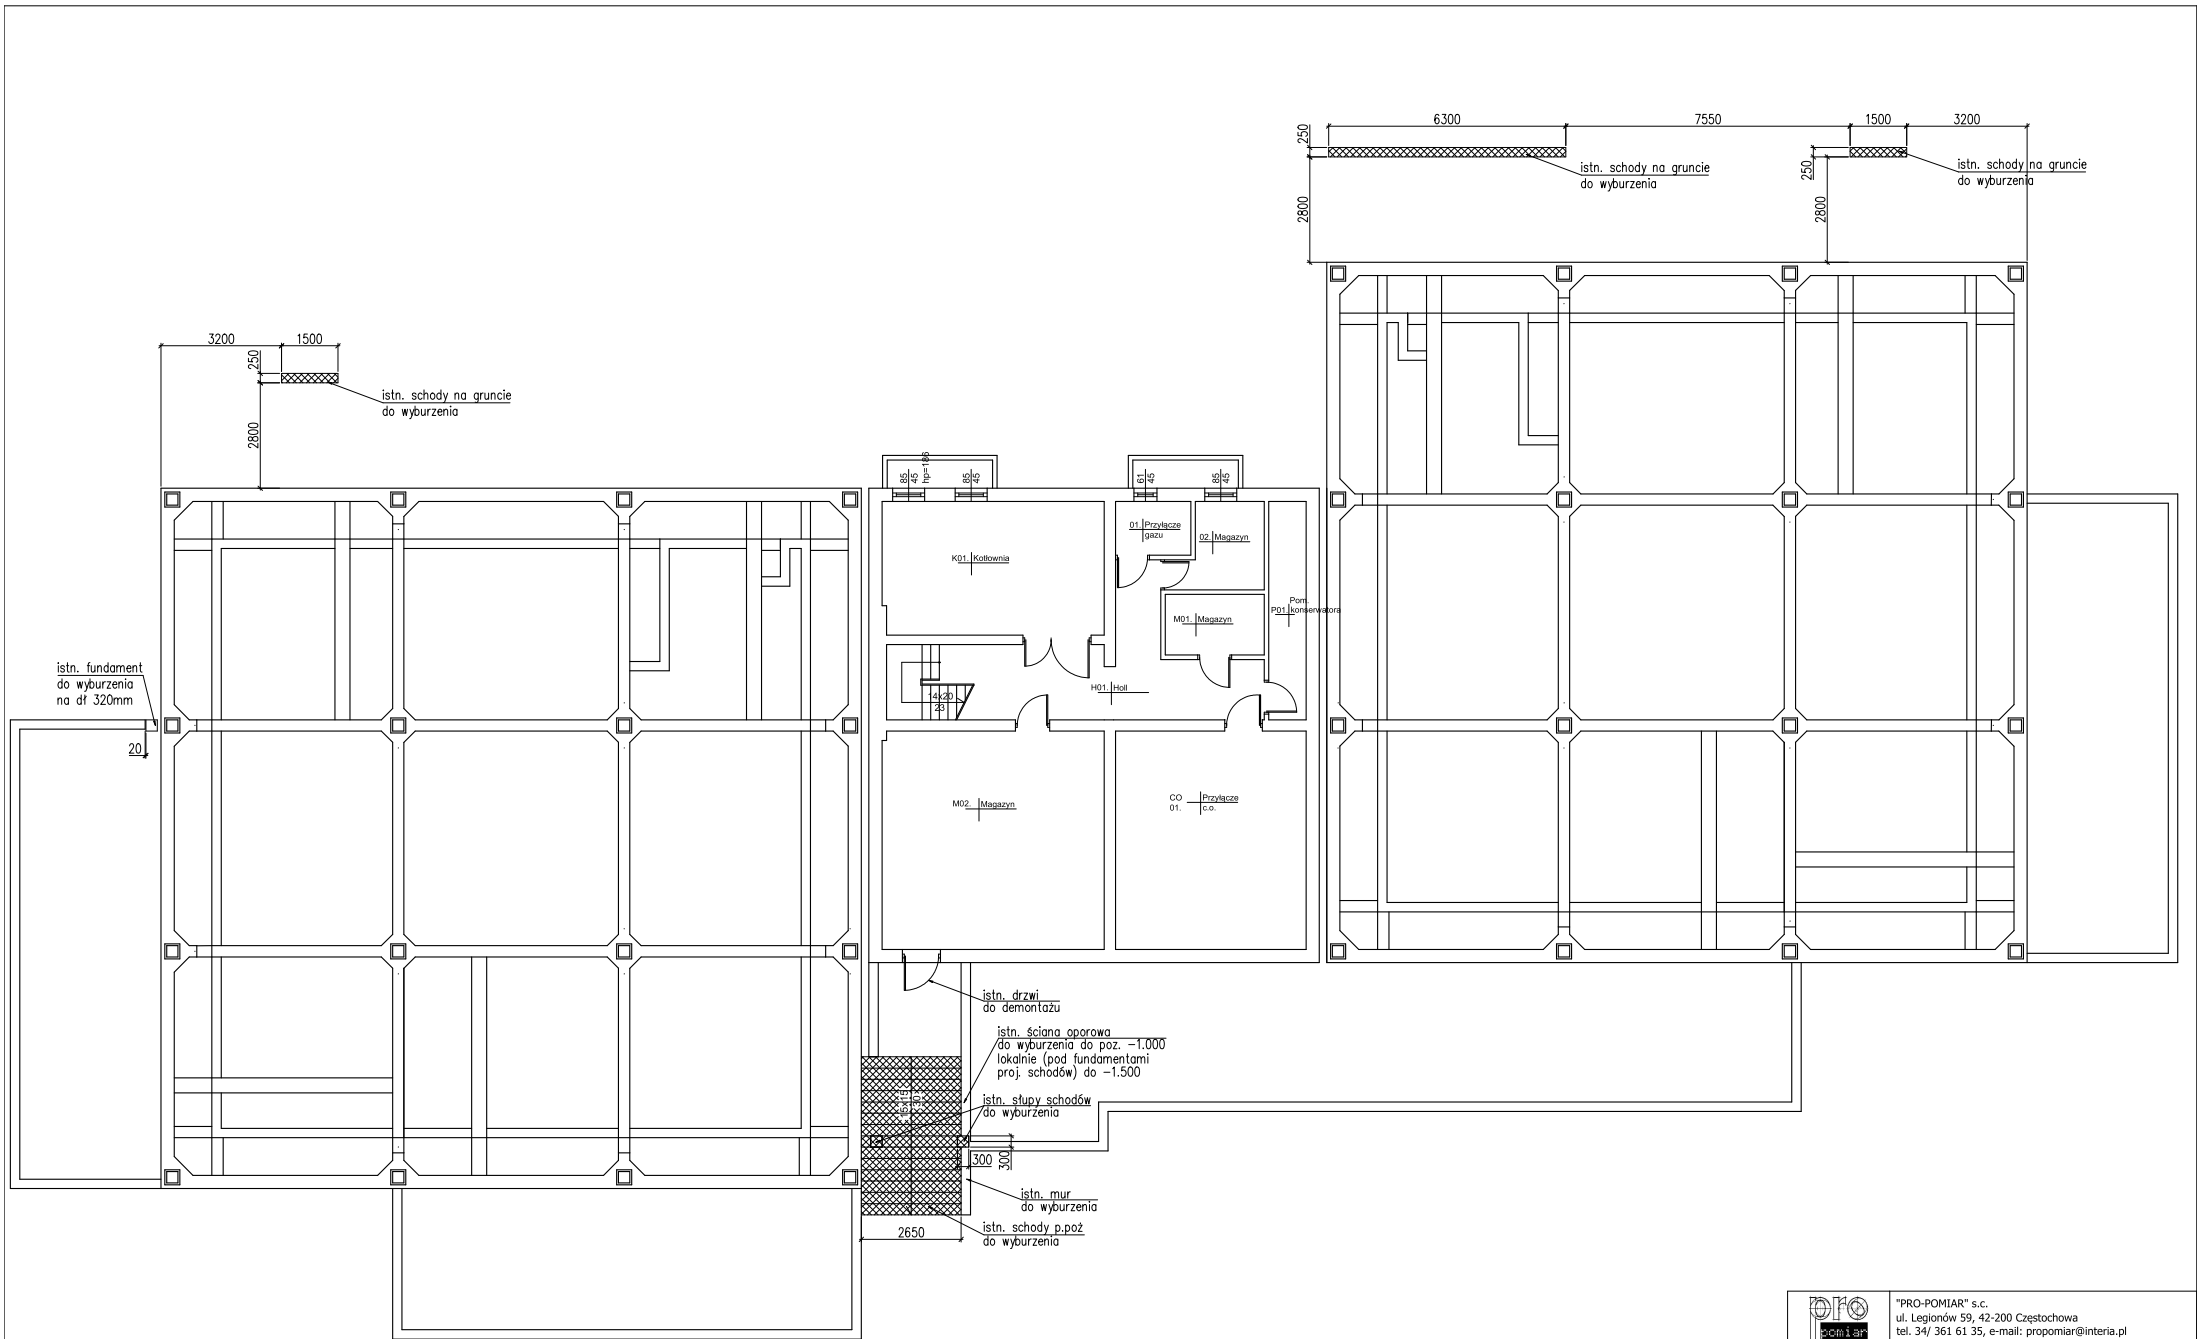 6300
7550
1500
3200
250
2800
istn. schody na gruncie
do wyburzenia
250
2800
istn. schody na gruncie
do wyburzenia
3200
1500
250
2800
istn. schody na gruncie
do wyburzenia
85
45
hp=186
85
45
61
45
85
45
K01. Kotłownia
01. Przyłącze
gazu
02. Magazyn
Pom.
P01. konserwatora
M01. Magazyn
H01. Holl
14x20
23
istn. fundament
do wyburzenia
na dł 320mm
20
M02. Magazyn
CO Przyłącze
01. c.o.
istn. drzwi
do demontażu
istn. ściana oporowa
do wyburzenia do poz. -1.000
lokalnie (pod fundamentami
proj. schodów) do -1.500
15x15
30
istn. słupy schodów
do wyburzenia
300
300
istn. mur
do wyburzenia
istn. schody p.poż
do wyburzenia
2650
pro
pomiar
"PRO-POMIAR" s.c.
ul. Legionów 59, 42-200 Częstochowa
tel. 34/ 361 61 35, e-mail: propomiar@interia.pl